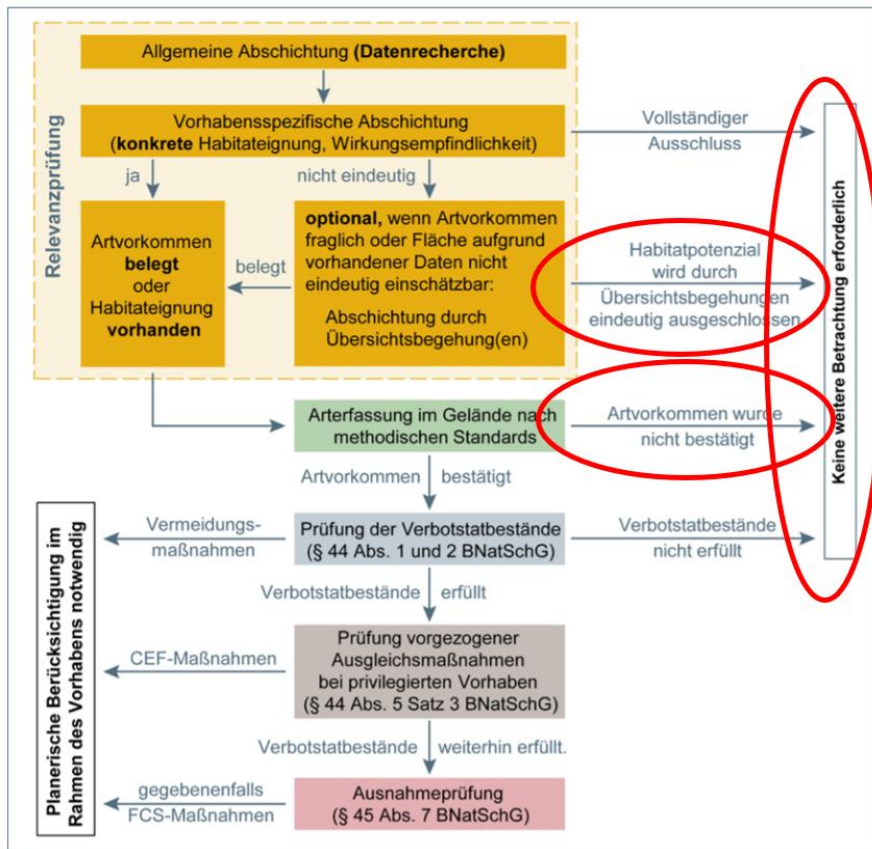 Relevanzprüfung
Allgemeine Abschichtung (Datenrecherche)
Vorhabensspezifische Abschichtung
(konkrete Habitateignung, Wirkungsempfindlichkeit)
Vollständiger
Ausschluss
ja
nicht eindeutig
Artvorkommen
belegt
oder
Habitateignung
vorhanden
belegt
optional, wenn Artvorkommen
fraglich oder Fläche aufgrund
vorhandener Daten nicht
eindeutig einschätzbar:
Abschichtung durch
Übersichtsbegehung(en)
Habitatpotenzial
wird durch
Übersichtsbegehungen
eindeutig ausgeschlossen
Keine weitere Betrachtung erforderlich
Arterfassung im Gelände nach
methodischen Standards
Artvorkommen wurde
nicht bestätigt
Artvorkommen bestätigt
Planerische Berücksichtigung im
Rahmen des Vorhabens notwendig
Vermeidungs-
maßnahmen
Prüfung der Verbotstatbestände
(§ 44 Abs. 1 und 2 BNatSchG)
Verbotstatbestände
nicht erfüllt
Verbotstatbestände erfüllt
CEF-Maßnahmen
Prüfung vorgezogener
Ausgleichsmaßnahmen
bei privilegierten Vorhaben
(§ 44 Abs. 5 Satz 3 BNatSchG)
Verbotstatbestände weiterhin erfüllt.
gegebenenfalls
FCS-Maßnahmen
Ausnahmeprüfung
(§ 45 Abs. 7 BNatSchG)